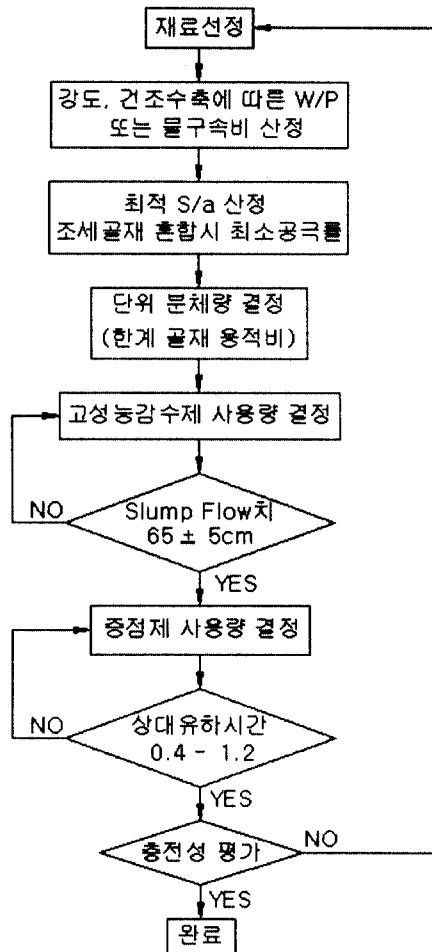 재료선정
강도, 건조수축에 따른 W/P
또는 물구속비 산정
최적 S/a 산정
조세골재 혼합시 최소공극률
단위 분체량 결정
(한계 골재 용적비)
고성능감수제 사용량 결정
NO
Slump Flow치
65 ± 5cm
YES
증점제 사용량 결정
NO
상대유하시간
0.4 - 1.2
YES
충전성 평가
NO
YES
완료